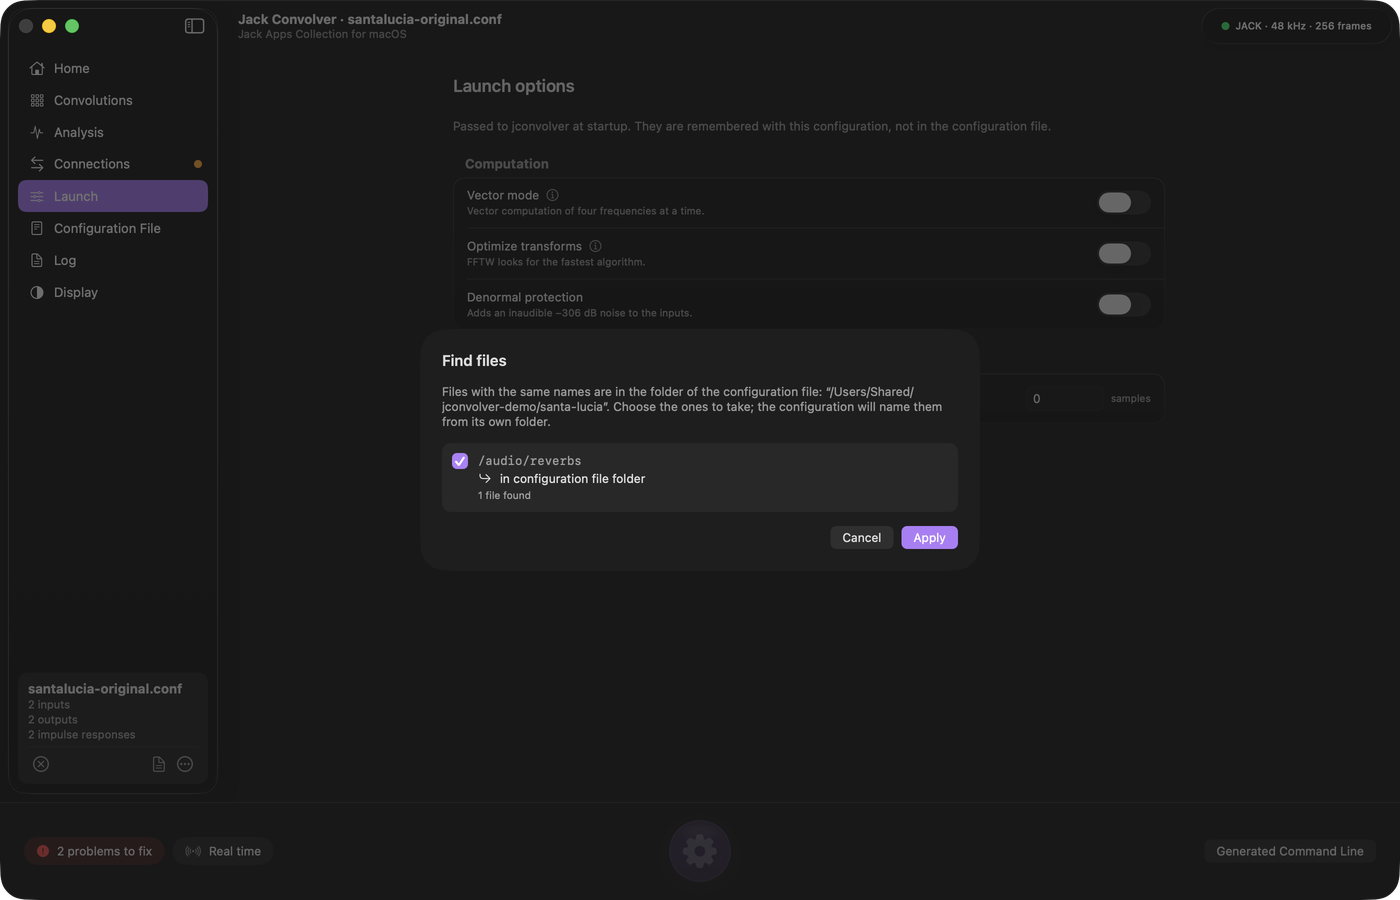 Jack Convolver · santalucia-original.conf
Jack Apps Collection for macOS
JACK · 48 kHz · 256 frames
Home
Convolutions
Analysis
Connections
Launch
Configuration File
Log
Display
Launch options
Passed to jconvolver at startup. They are remembered with this configuration, not in the configuration file.
Computation
Vector mode
Vector computation of four frequencies at a time.
Optimize transforms
FFTW looks for the fastest algorithm.
Denormal protection
Adds an inaudible −306 dB noise to the inputs.
0 samples
Find files
Files with the same names are in the folder of the configuration file: “/Users/Shared/
jconvolver-demo/santa-lucia”. Choose the ones to take; the configuration will name them
from its own folder.
/audio/reverbs
in configuration file folder
1 file found
Cancel
Apply
santalucia-original.conf
2 inputs
2 outputs
2 impulse responses
2 problems to fix
Real time
Generated Command Line